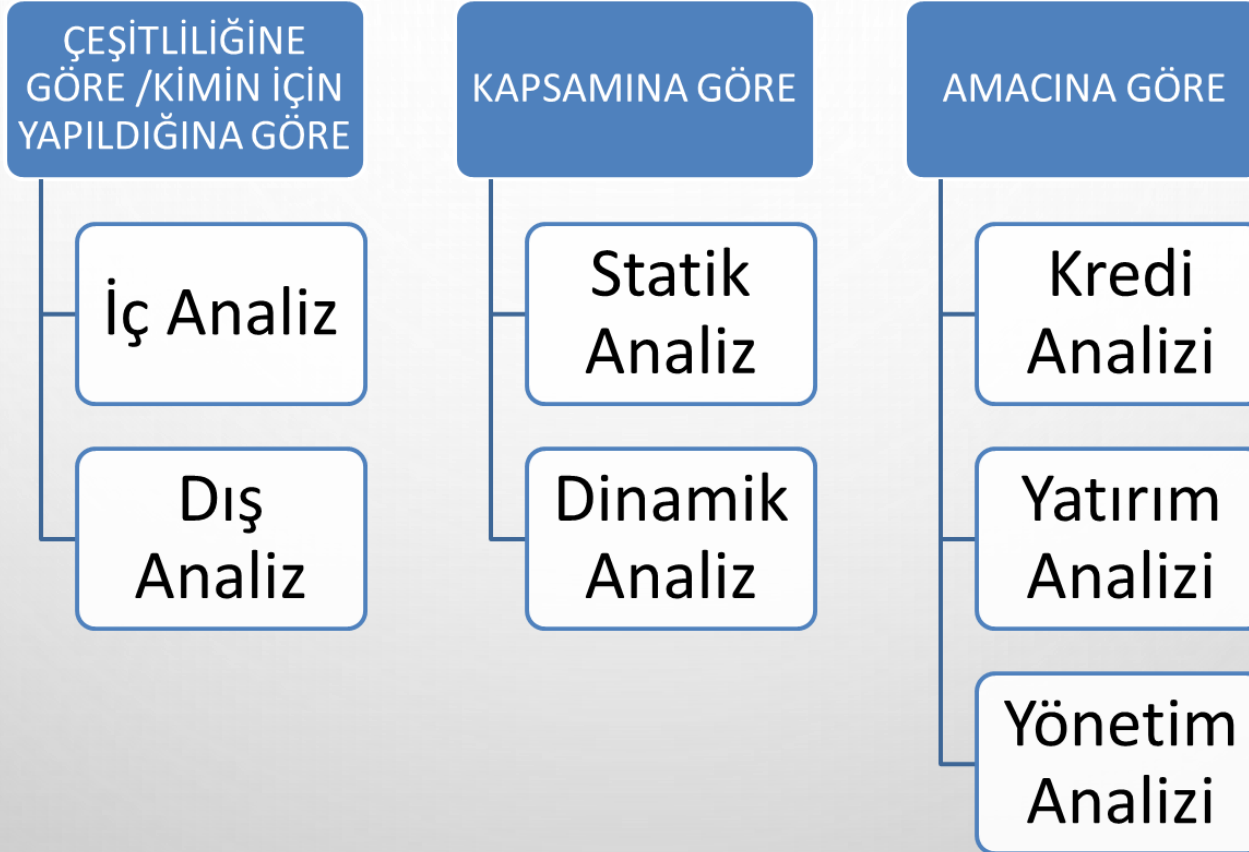 ÇEŞİTLİLİĞİNE
GÖRE /KİMİN İÇİN
YAPILDIĞINA GÖRE
İç Analiz
Dış
Analiz
KAPSAMINA GÖRE
Statik
Analiz
Dinamik
Analiz
AMACINA GÖRE
Kredi
Analizi
Yatırım
Analizi
Yönetim
Analizi